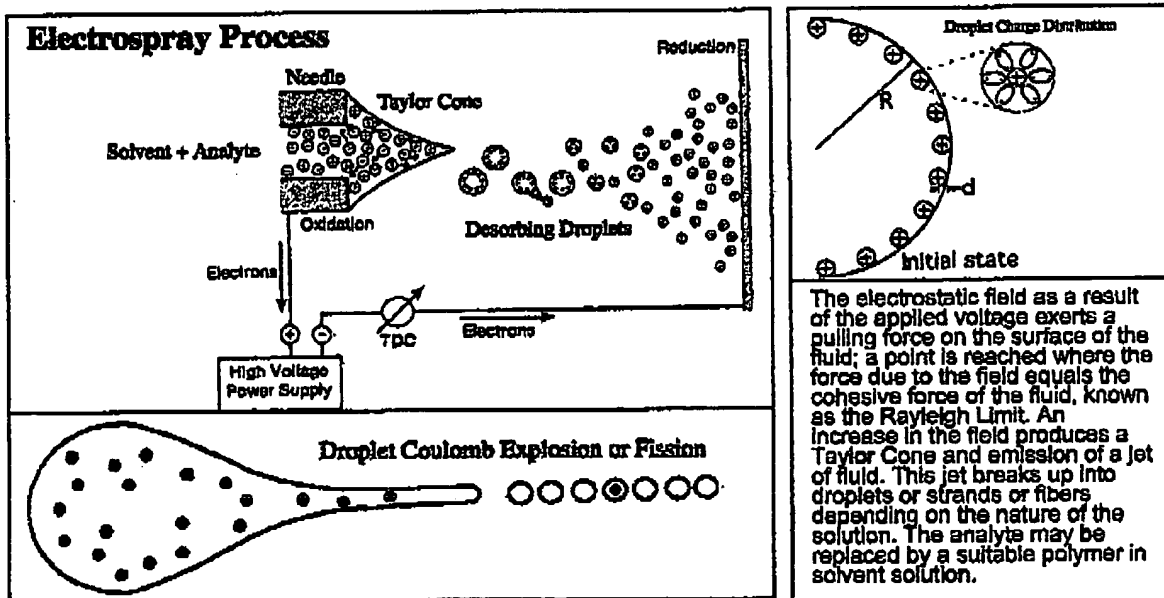 Electrospray Process
Needle
Taylor Cone
Reduction
Solvent + Analyte
Oxidation
Desorbing Droplets
Electrons
TDC
Electrons
+
-
High Voltage
Power Supply
Droplet Coulomb Explosion or Fission
Droplet Charge Distribution
R
d
Initial state
The electrostatic field as a result
of the applied voltage exerts a
pulling force on the surface of the
fluid; a point is reached where the
force due to the field equals the
cohesive force of the fluid, known
as the Rayleigh Limit. An
increase in the field produces a
Taylor Cone and emission of a jet
of fluid. This jet breaks up into
droplets or strands or fibers
depending on the nature of the
solution. The analyte may be
replaced by a suitable polymer in
solvent solution.